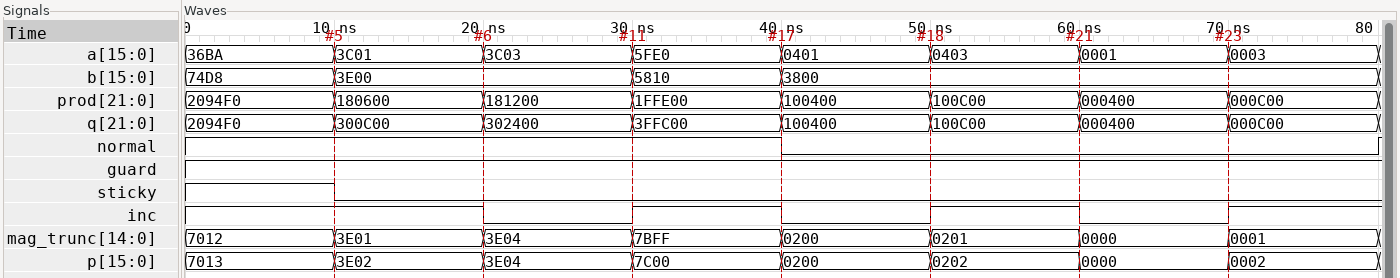 Signals Waves
Time 0 10 ns 20 ns 30 ns 40 ns 50 ns 60 ns 70 ns 80
#5 #6 #11 #17 #18 #21 #23
a[15:0] 36BA 3C01 3C03 5FE0 0401 0403 0001 0003
b[15:0] 74D8 3E00 5810 3800
prod[21:0] 2094F0 180600 181200 1FFE00 100400 100C00 000400 000C00
q[21:0] 2094F0 300C00 302400 3FFC00 100400 100C00 000400 000C00
normal
guard
sticky
inc
mag_trunc[14:0] 7012 3E01 3E04 7BFF 0200 0201 0000 0001
p[15:0] 7013 3E02 3E04 7C00 0200 0202 0000 0002